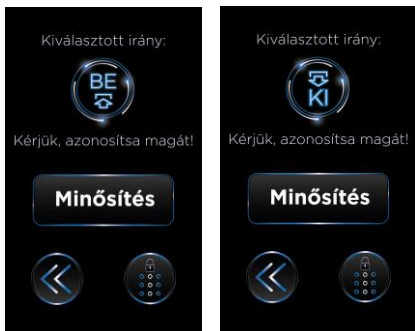 Kiválasztott irány:
BE
Kérjük, azonosítsa magát!
Minősítés
Kiválasztott irány:
KI
Kérjük, azonosítsa magát!
Minősítés